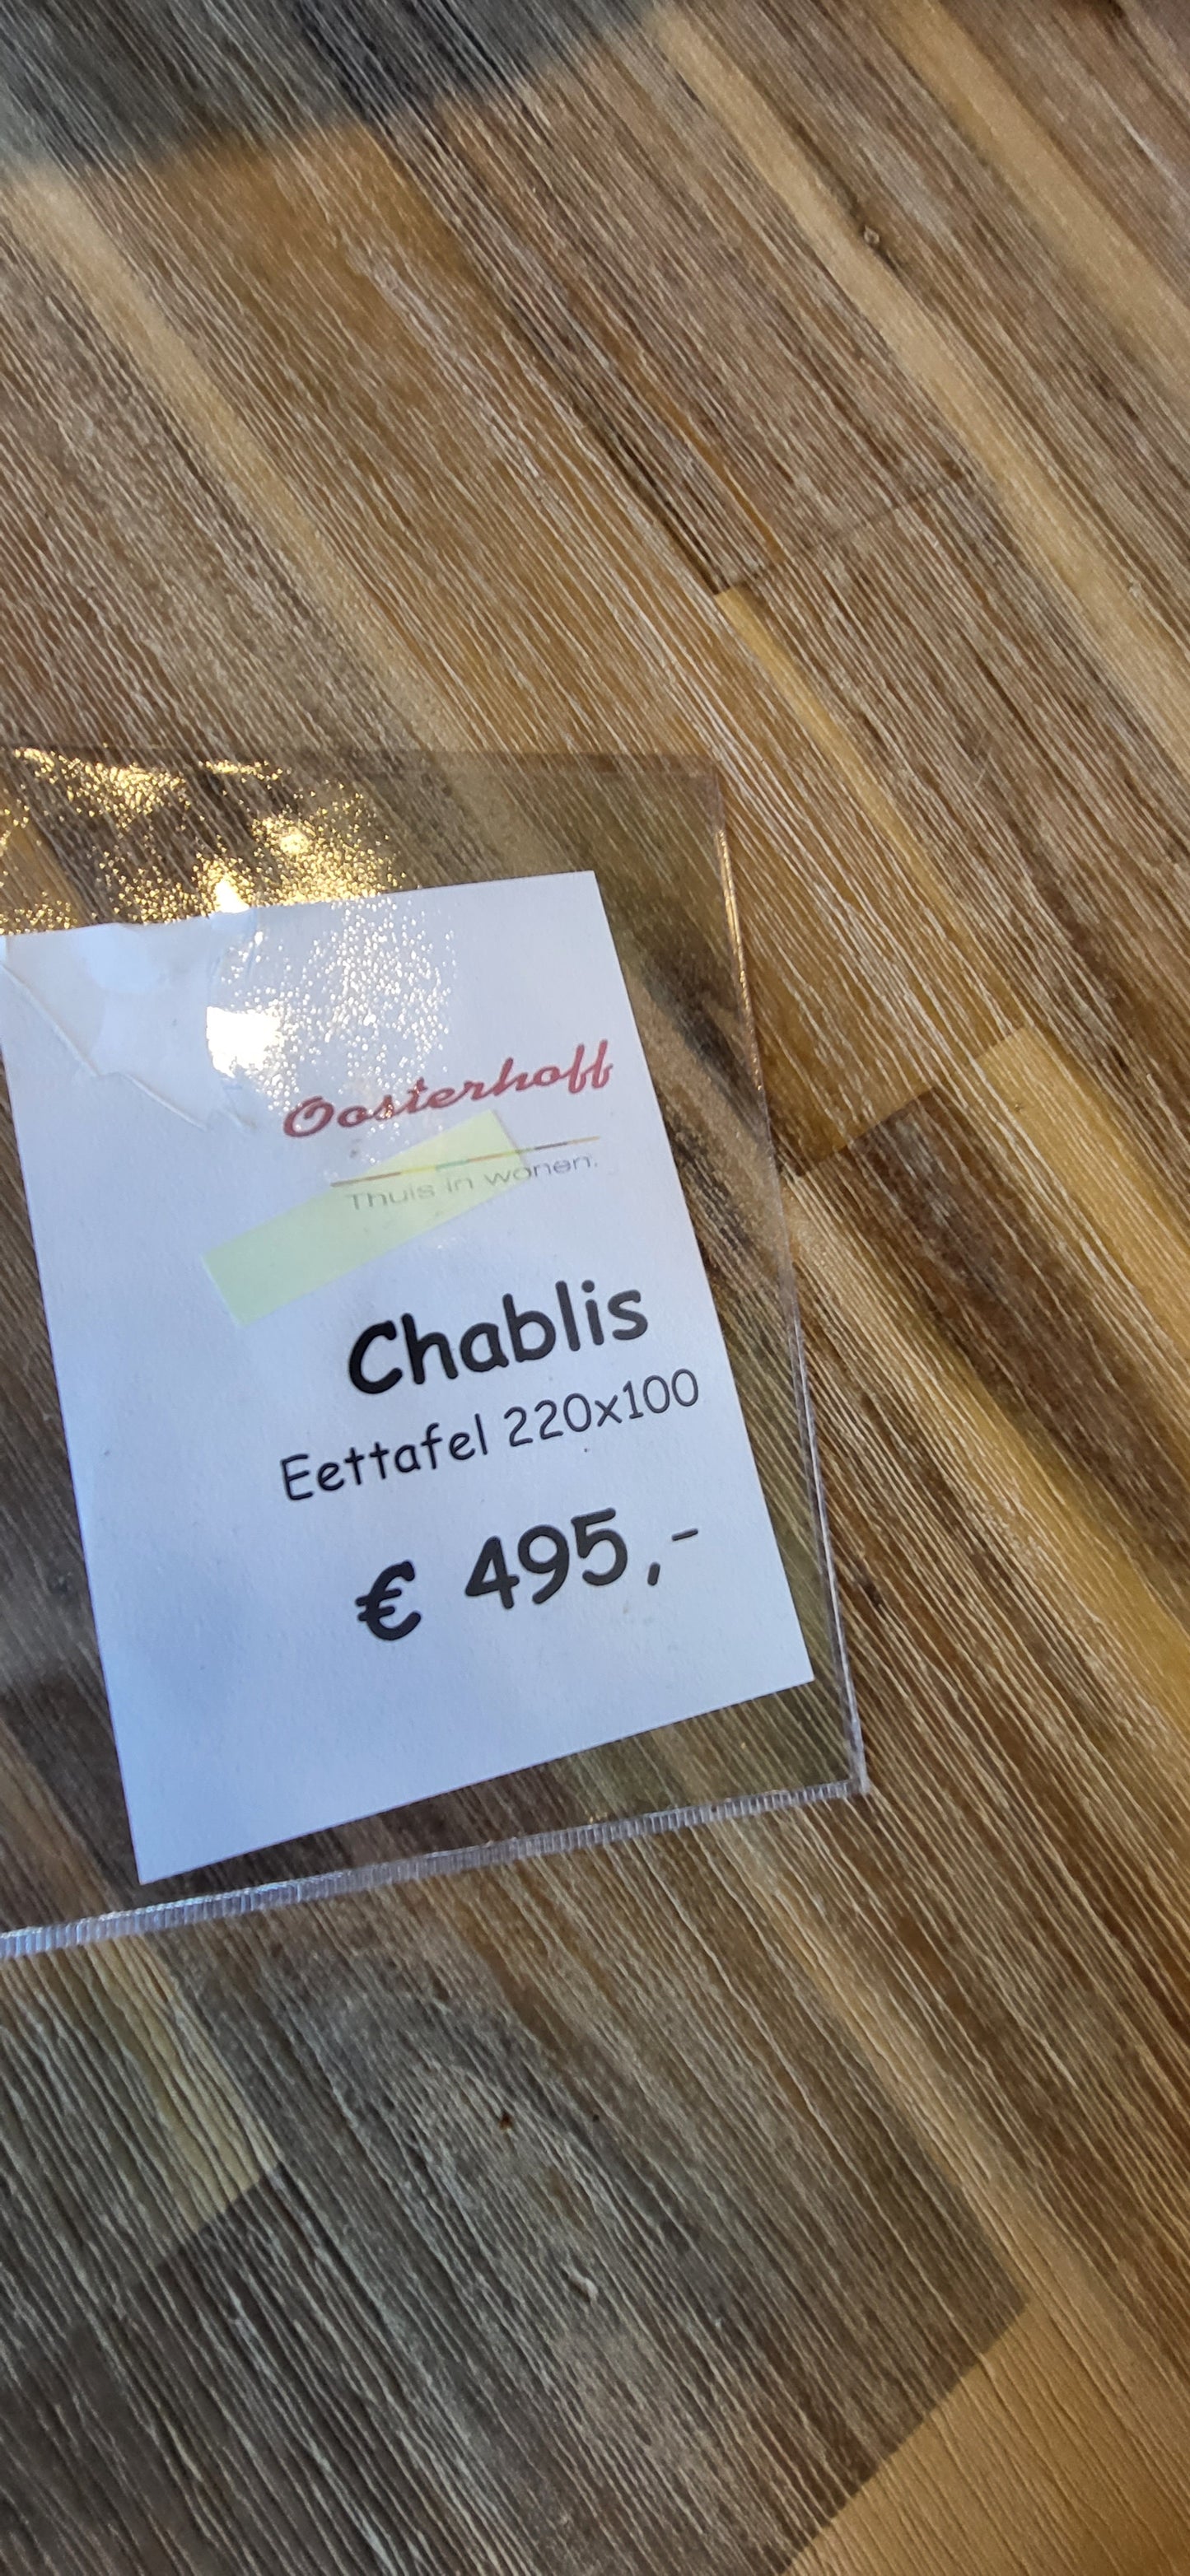 Oosterhoff
Thuis in wonen.
Chablis
Eettafel 220x100
€ 495,-